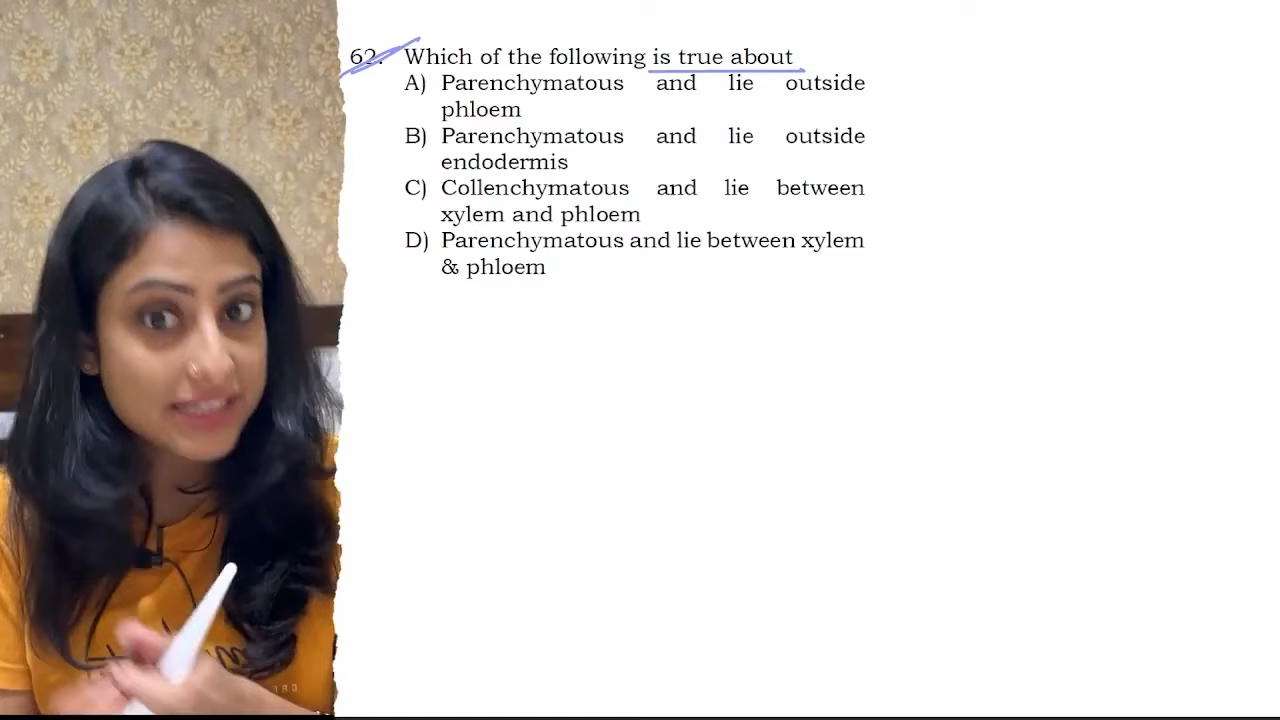 62. Which of the following is true about
A) Parenchymatous and lie outside
phloem
B) Parenchymatous and lie outside
endodermis
C) Collenchymatous and lie between
xylem and phloem
D) Parenchymatous and lie between xylem
& phloem